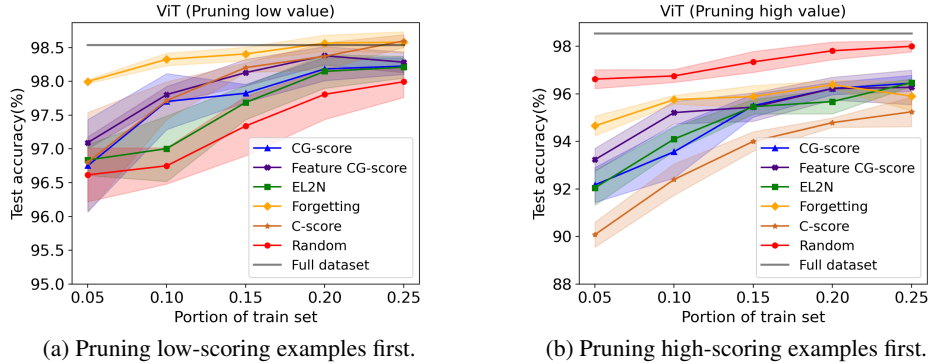 ViT (Pruning low value)
98.5
98.0
97.5
97.0
96.5
96.0
95.5
95.0
Test accuracy(%)
CG-score
Feature CG-score
EL2N
Forgetting
C-score
Random
Full dataset
0.05 0.10 0.15 0.20 0.25
Portion of train set
(a) Pruning low-scoring examples first.
ViT (Pruning high value)
98
96
94
92
90
88
Test accuracy(%)
CG-score
Feature CG-score
EL2N
Forgetting
C-score
Random
Full dataset
0.05 0.10 0.15 0.20 0.25
Portion of train set
(b) Pruning high-scoring examples first.